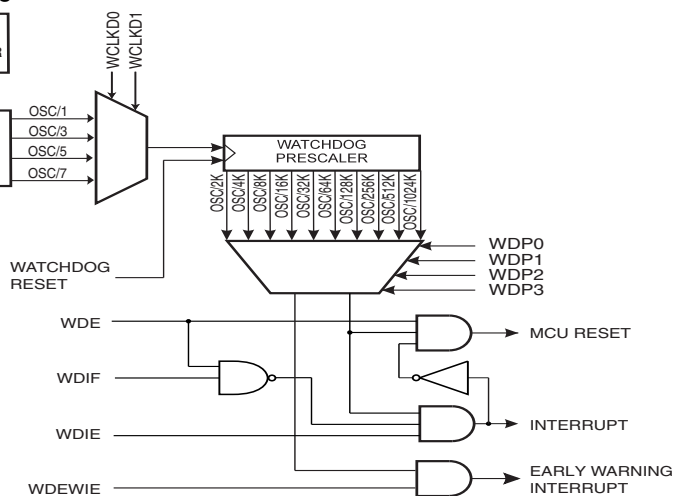 WCLKD0
WCLKD1
OSC/1
OSC/3
OSC/5
OSC/7
WATCHDOG
PRESCALER
OSC/2K
OSC/4K
OSC/8K
OSC/16K
OSC/32K
OSC/64K
OSC/128K
OSC/256K
OSC/512K
OSC/1024K
WATCHDOG
RESET
WDP0
WDP1
WDP2
WDP3
WDE
MCU RESET
WDIF
INTERRUPT
WDIE
EARLY WARNING
INTERRUPT
WDEWIE